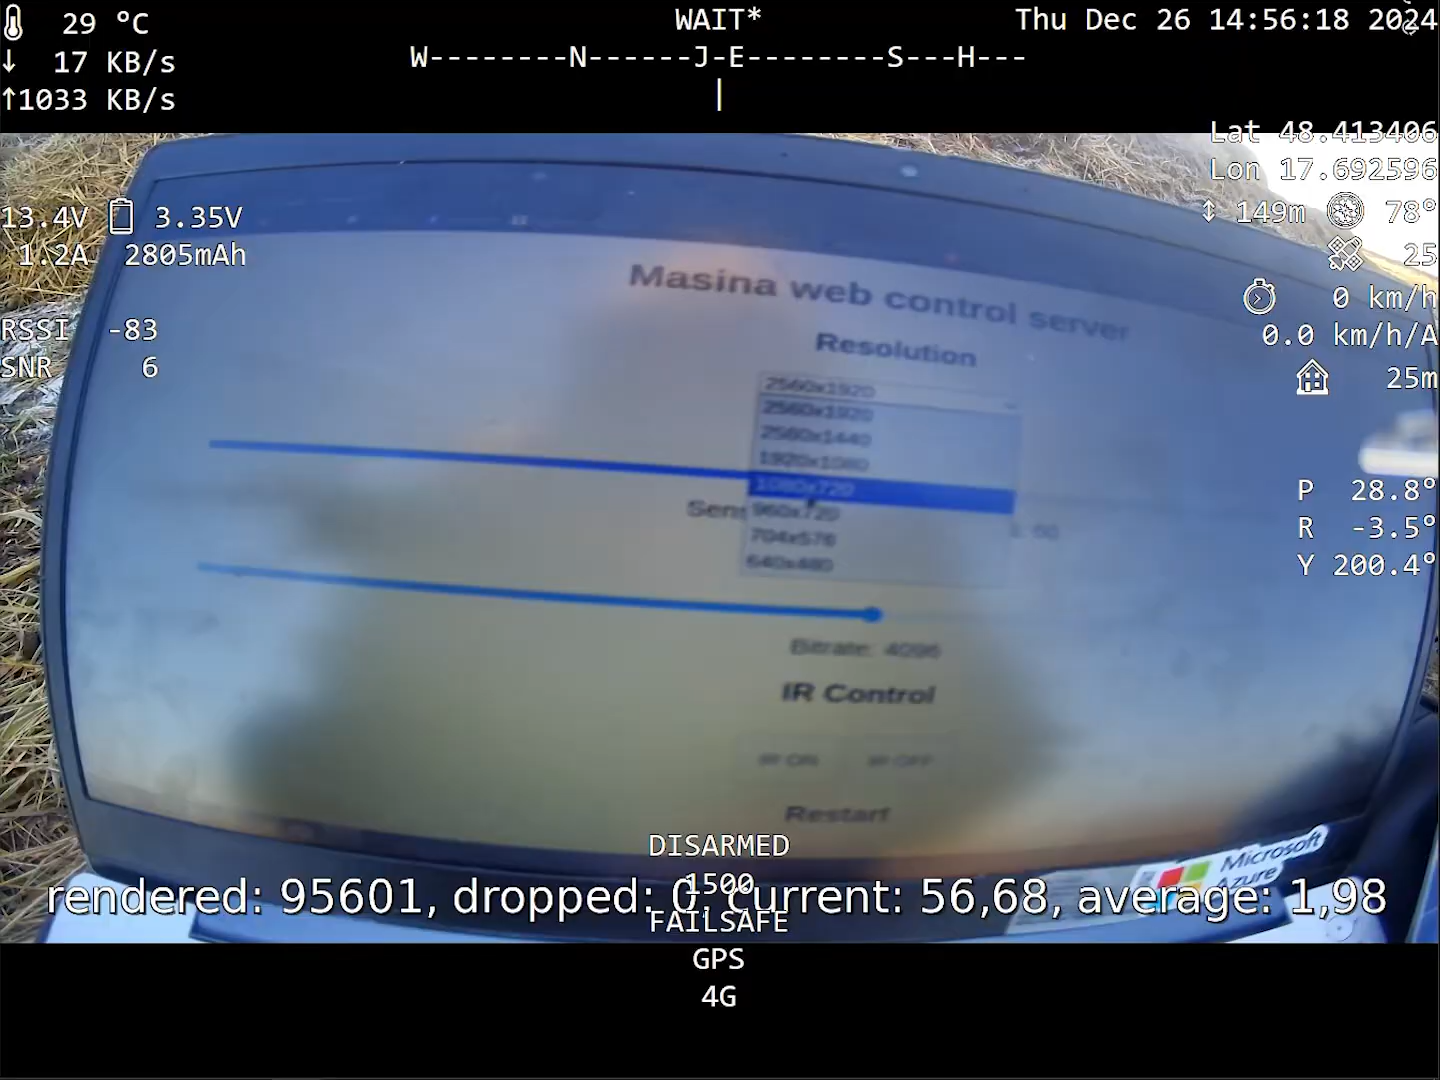 29 °C
WAIT*
Thu Dec 26 14:56:18 2024
↓ 17 KB/s
W--------N------J-E--------S---H---
↑1033 KB/s
|
Lat 48.413406
Lon 17.692596
13.4V 3.35V
149m 78°
1.2A 2805mAh
25
0 km/h
RSSI -83
0.0 km/h/A
SNR 6
25m
Masina web control server
Resolution
2560x1920
2560x1920
2560x1440
1920x1080
1080x720
960x720
704x576
640x480
P 28.8°
R -3.5°
Y 200.4°
Bitrate: 4096
IR Control
IR ON IR OFF
Restart
DISARMED
Microsoft
Azure
1500
rendered: 95601, dropped: 0, current: 56,68, average: 1,98
FAILSAFE
GPS
4G